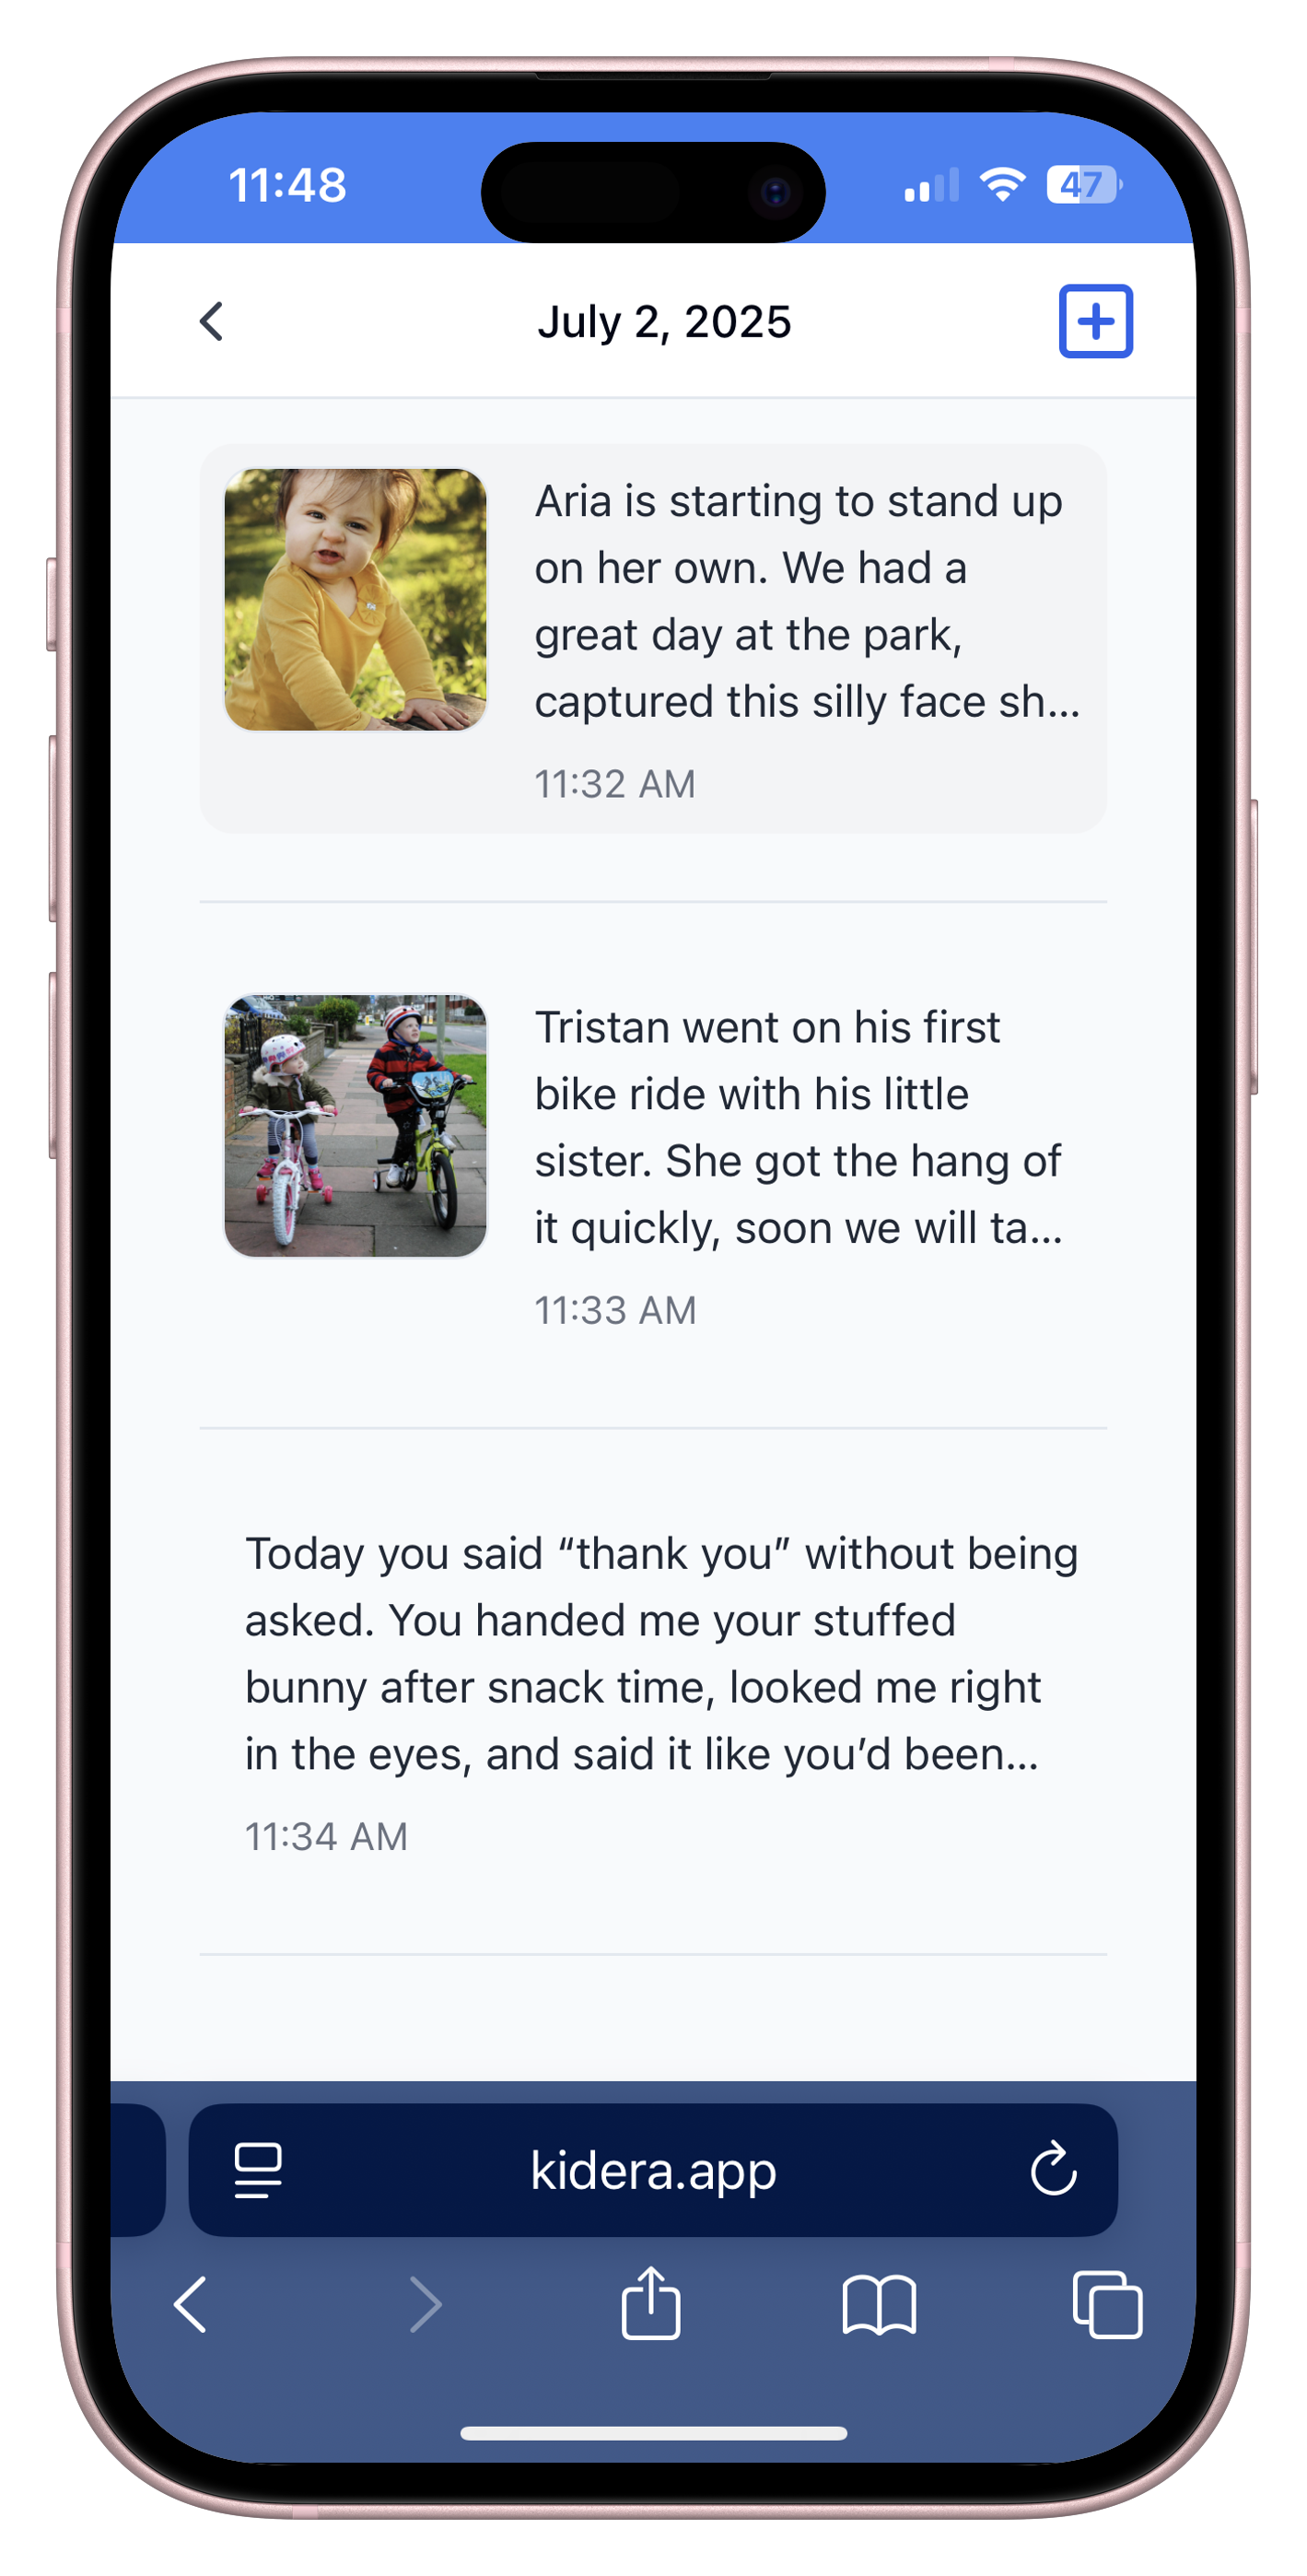 11:48
47
July 2, 2025
Aria is starting to stand up
on her own. We had a
great day at the park,
captured this silly face sh...
11:32 AM
Tristan went on his first
bike ride with his little
sister. She got the hang of
it quickly, soon we will ta...
11:33 AM
Today you said “thank you” without being
asked. You handed me your stuffed
bunny after snack time, looked me right
in the eyes, and said it like you’d been...
11:34 AM
kidera.app